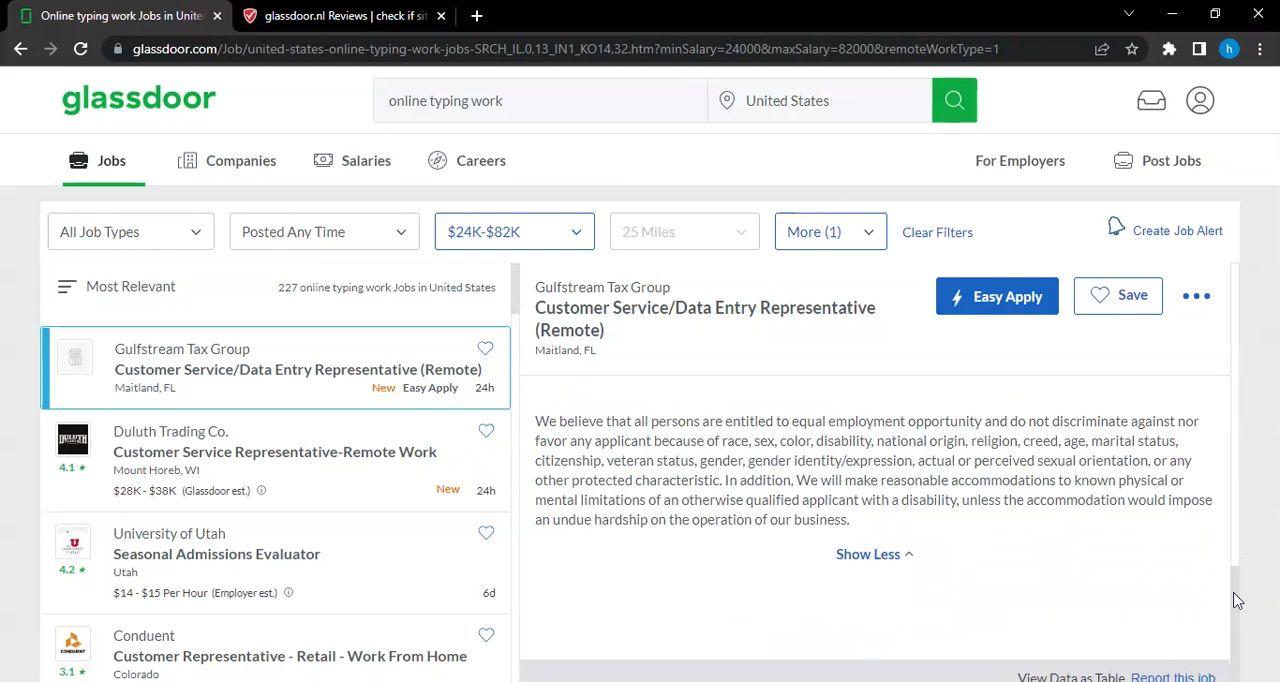 Online typing work Jobs in Unite
glassdoor.nl Reviews | check if sit
glassdoor.com/Job/united-states-online-typing-work-jobs-SRCH_IL.0,13_IN1_KO14,32.htm?minSalary=24000&maxSalary=82000&remoteWorkType=1
h
glassdoor
online typing work
United States
Jobs
Companies
Salaries
Careers
For Employers
Post Jobs
All Job Types
Posted Any Time
$24K-$82K
25 Miles
More (1)
Clear Filters
Create Job Alert
Most Relevant
227 online typing work Jobs in United States
Gulfstream Tax Group
Customer Service/Data Entry Representative (Remote)
Maitland, FL
New Easy Apply 24h
DULUTH
4.1 ★
Duluth Trading Co.
Customer Service Representative-Remote Work
Mount Horeb, WI
$28K - $38K (Glassdoor est.)
New 24h
U
4.2 ★
University of Utah
Seasonal Admissions Evaluator
Utah
$14 - $15 Per Hour (Employer est.)
6d
CONDUENT
3.1 ★
Conduent
Customer Representative - Retail - Work From Home
Colorado
Gulfstream Tax Group
Customer Service/Data Entry Representative
(Remote)
Maitland, FL
Easy Apply
Save
We believe that all persons are entitled to equal employment opportunity and do not discriminate against nor
favor any applicant because of race, sex, color, disability, national origin, religion, creed, age, marital status,
citizenship, veteran status, gender, gender identity/expression, actual or perceived sexual orientation, or any
other protected characteristic. In addition, We will make reasonable accommodations to known physical or
mental limitations of an otherwise qualified applicant with a disability, unless the accommodation would impose
an undue hardship on the operation of our business.
Show Less
View Data as Table Report this job